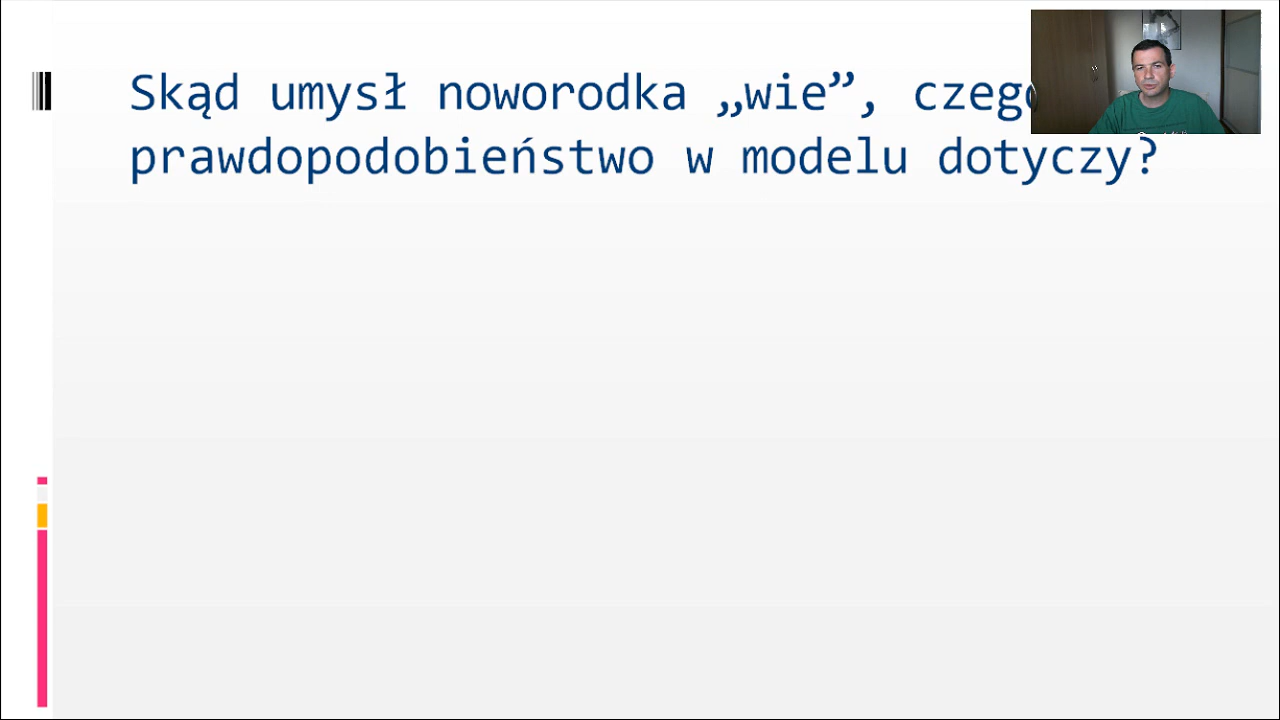 Skąd umysł noworodka „wie”, czego
prawdopodobieństwo w modelu dotyczy?